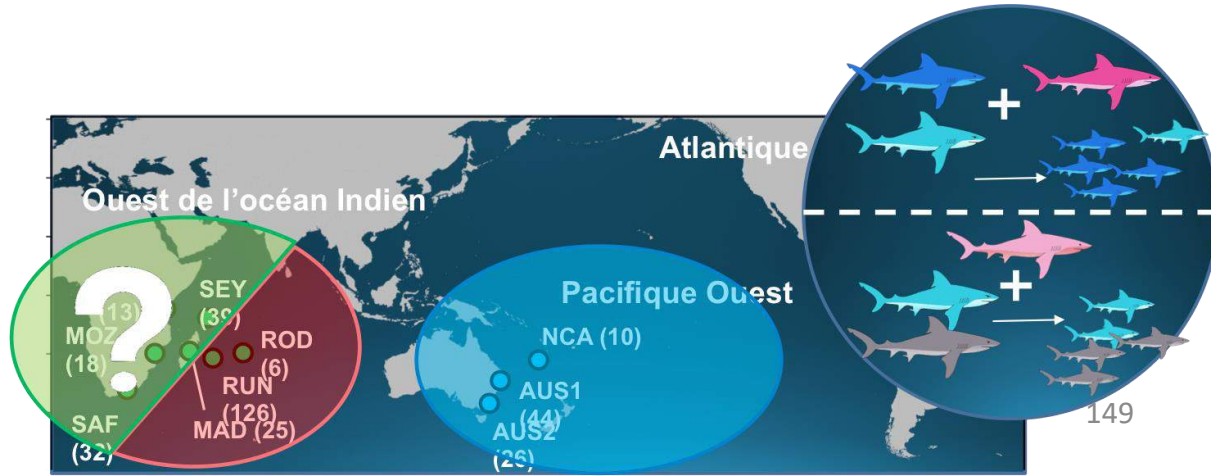 Atlantique
Ouest de l'océan Indien
Pacifique Ouest
(13)
SEY
(39)
MOZ
(18)
ROD
(6)
RUN
(126)
MAD (25)
SAF
(32)
NCA (10)
AUS1
(44)
AUS2
(26)
?
+
+
149